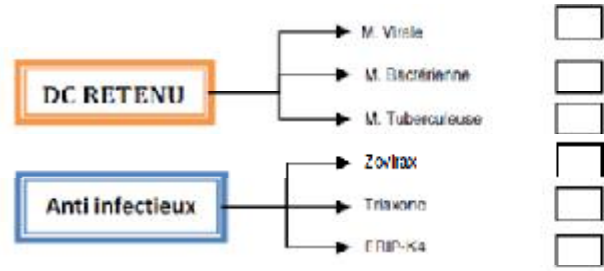 M. Virale
DC RETENU
M. Bactérienne
M. Tuberculeuse
Zovirax
Anti infectieux
Triaxone
ERIP-K4